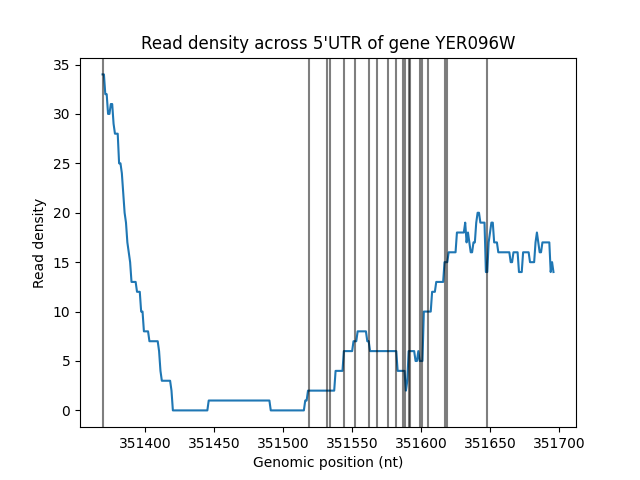 Read density across 5'UTR of gene YER096W
Read density
35
30
25
20
15
10
5
0
351400 351450 351500 351550 351600 351650 351700
Genomic position (nt)